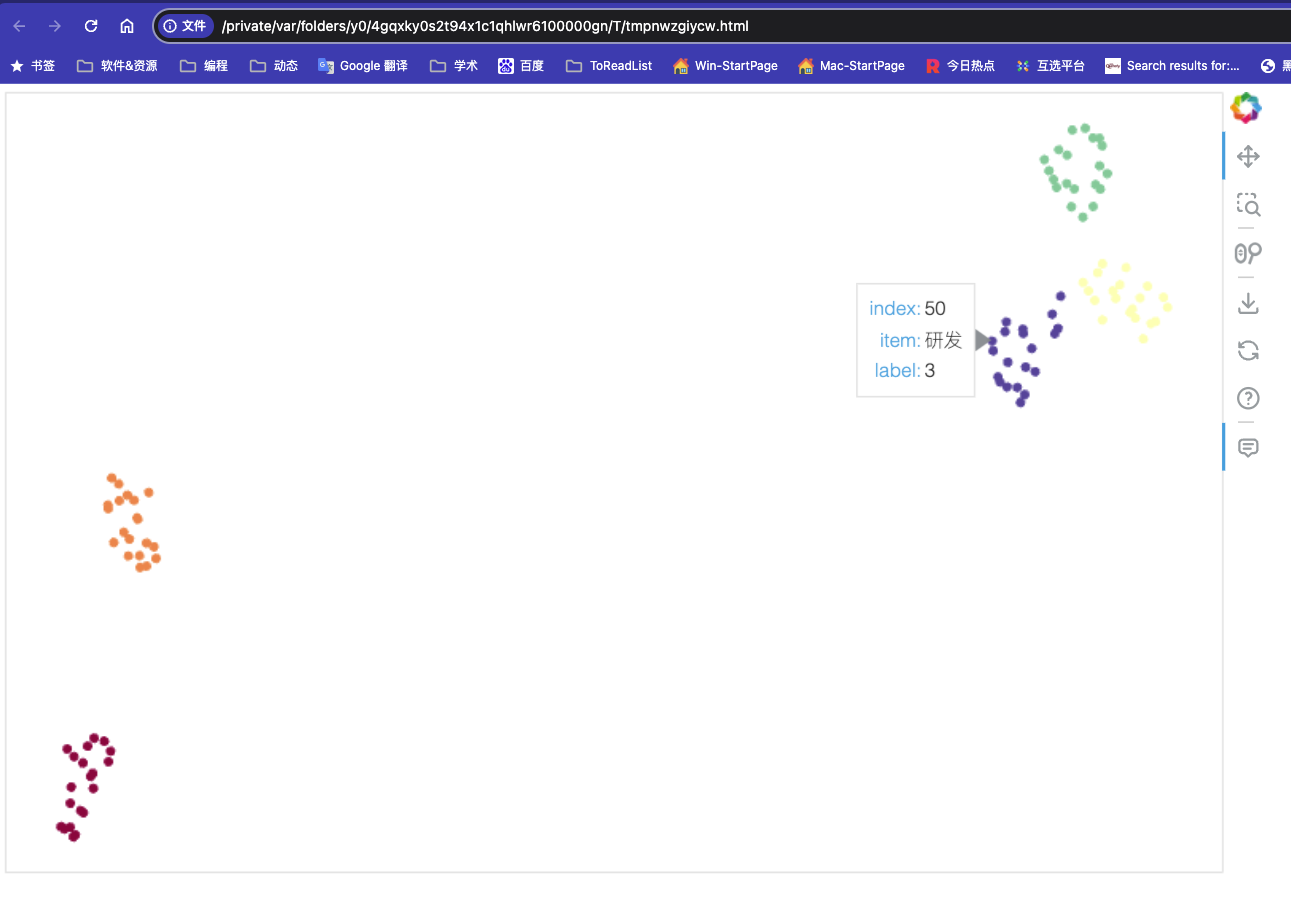 文件 /private/var/folders/y0/4gqxky0s2t94x1c1qhlwr6100000gn/T/tmpnwzgiycw.html
书签 软件&资源 编程 动态 Google 翻译 学术 百度 ToReadList Win-StartPage Mac-StartPage 今日热点 互选平台 Search results for:...
index: 50
item: 研发
label: 3